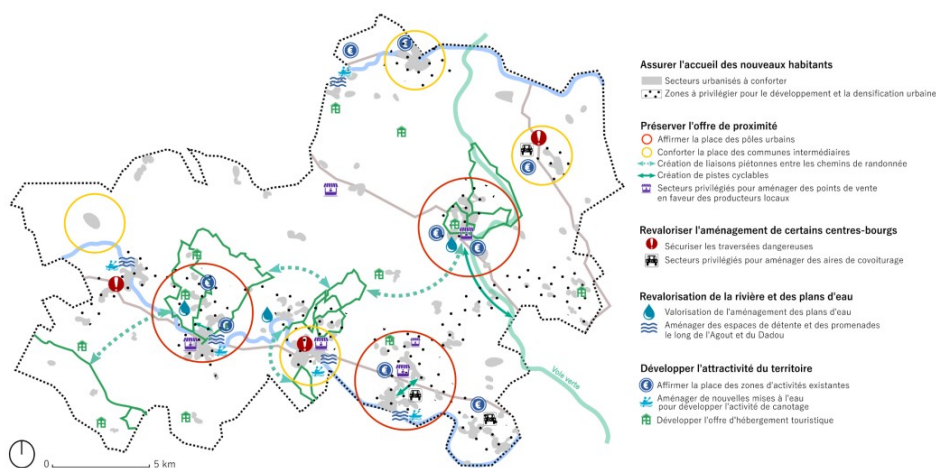 Assurer l'accueil des nouveaux habitants
Secteurs urbanisés à conforter
Zones à privilégier pour le développement et la densification urbaine
Préserver l'offre de proximité
Affirmer la place des pôles urbains
Conforter la place des communes intermédiaires
Création de liaisons piétonnes entre les chemins de randonnée
Création de pistes cyclables
Secteurs privilégiés pour aménager des points de vente
en faveur des producteurs locaux
Revaloriser l'aménagement de certains centres-bourgs
Sécuriser les traversées dangereuses
Secteurs privilégiés pour aménager des aires de covoiturage
Revalorisation de la rivière et des plans d'eau
Valorisation de l'aménagement des plans d'eau
Aménager des espaces de détente et des promenades
le long de l'Agout et du Dadou
Développer l'attractivité du territoire
Affirmer la place des zones d'activités existantes
Aménager de nouvelles mises à l'eau
pour développer l'activité de canotage
Développer l'offre d'hébergement touristique
Voie verte
0
5 km